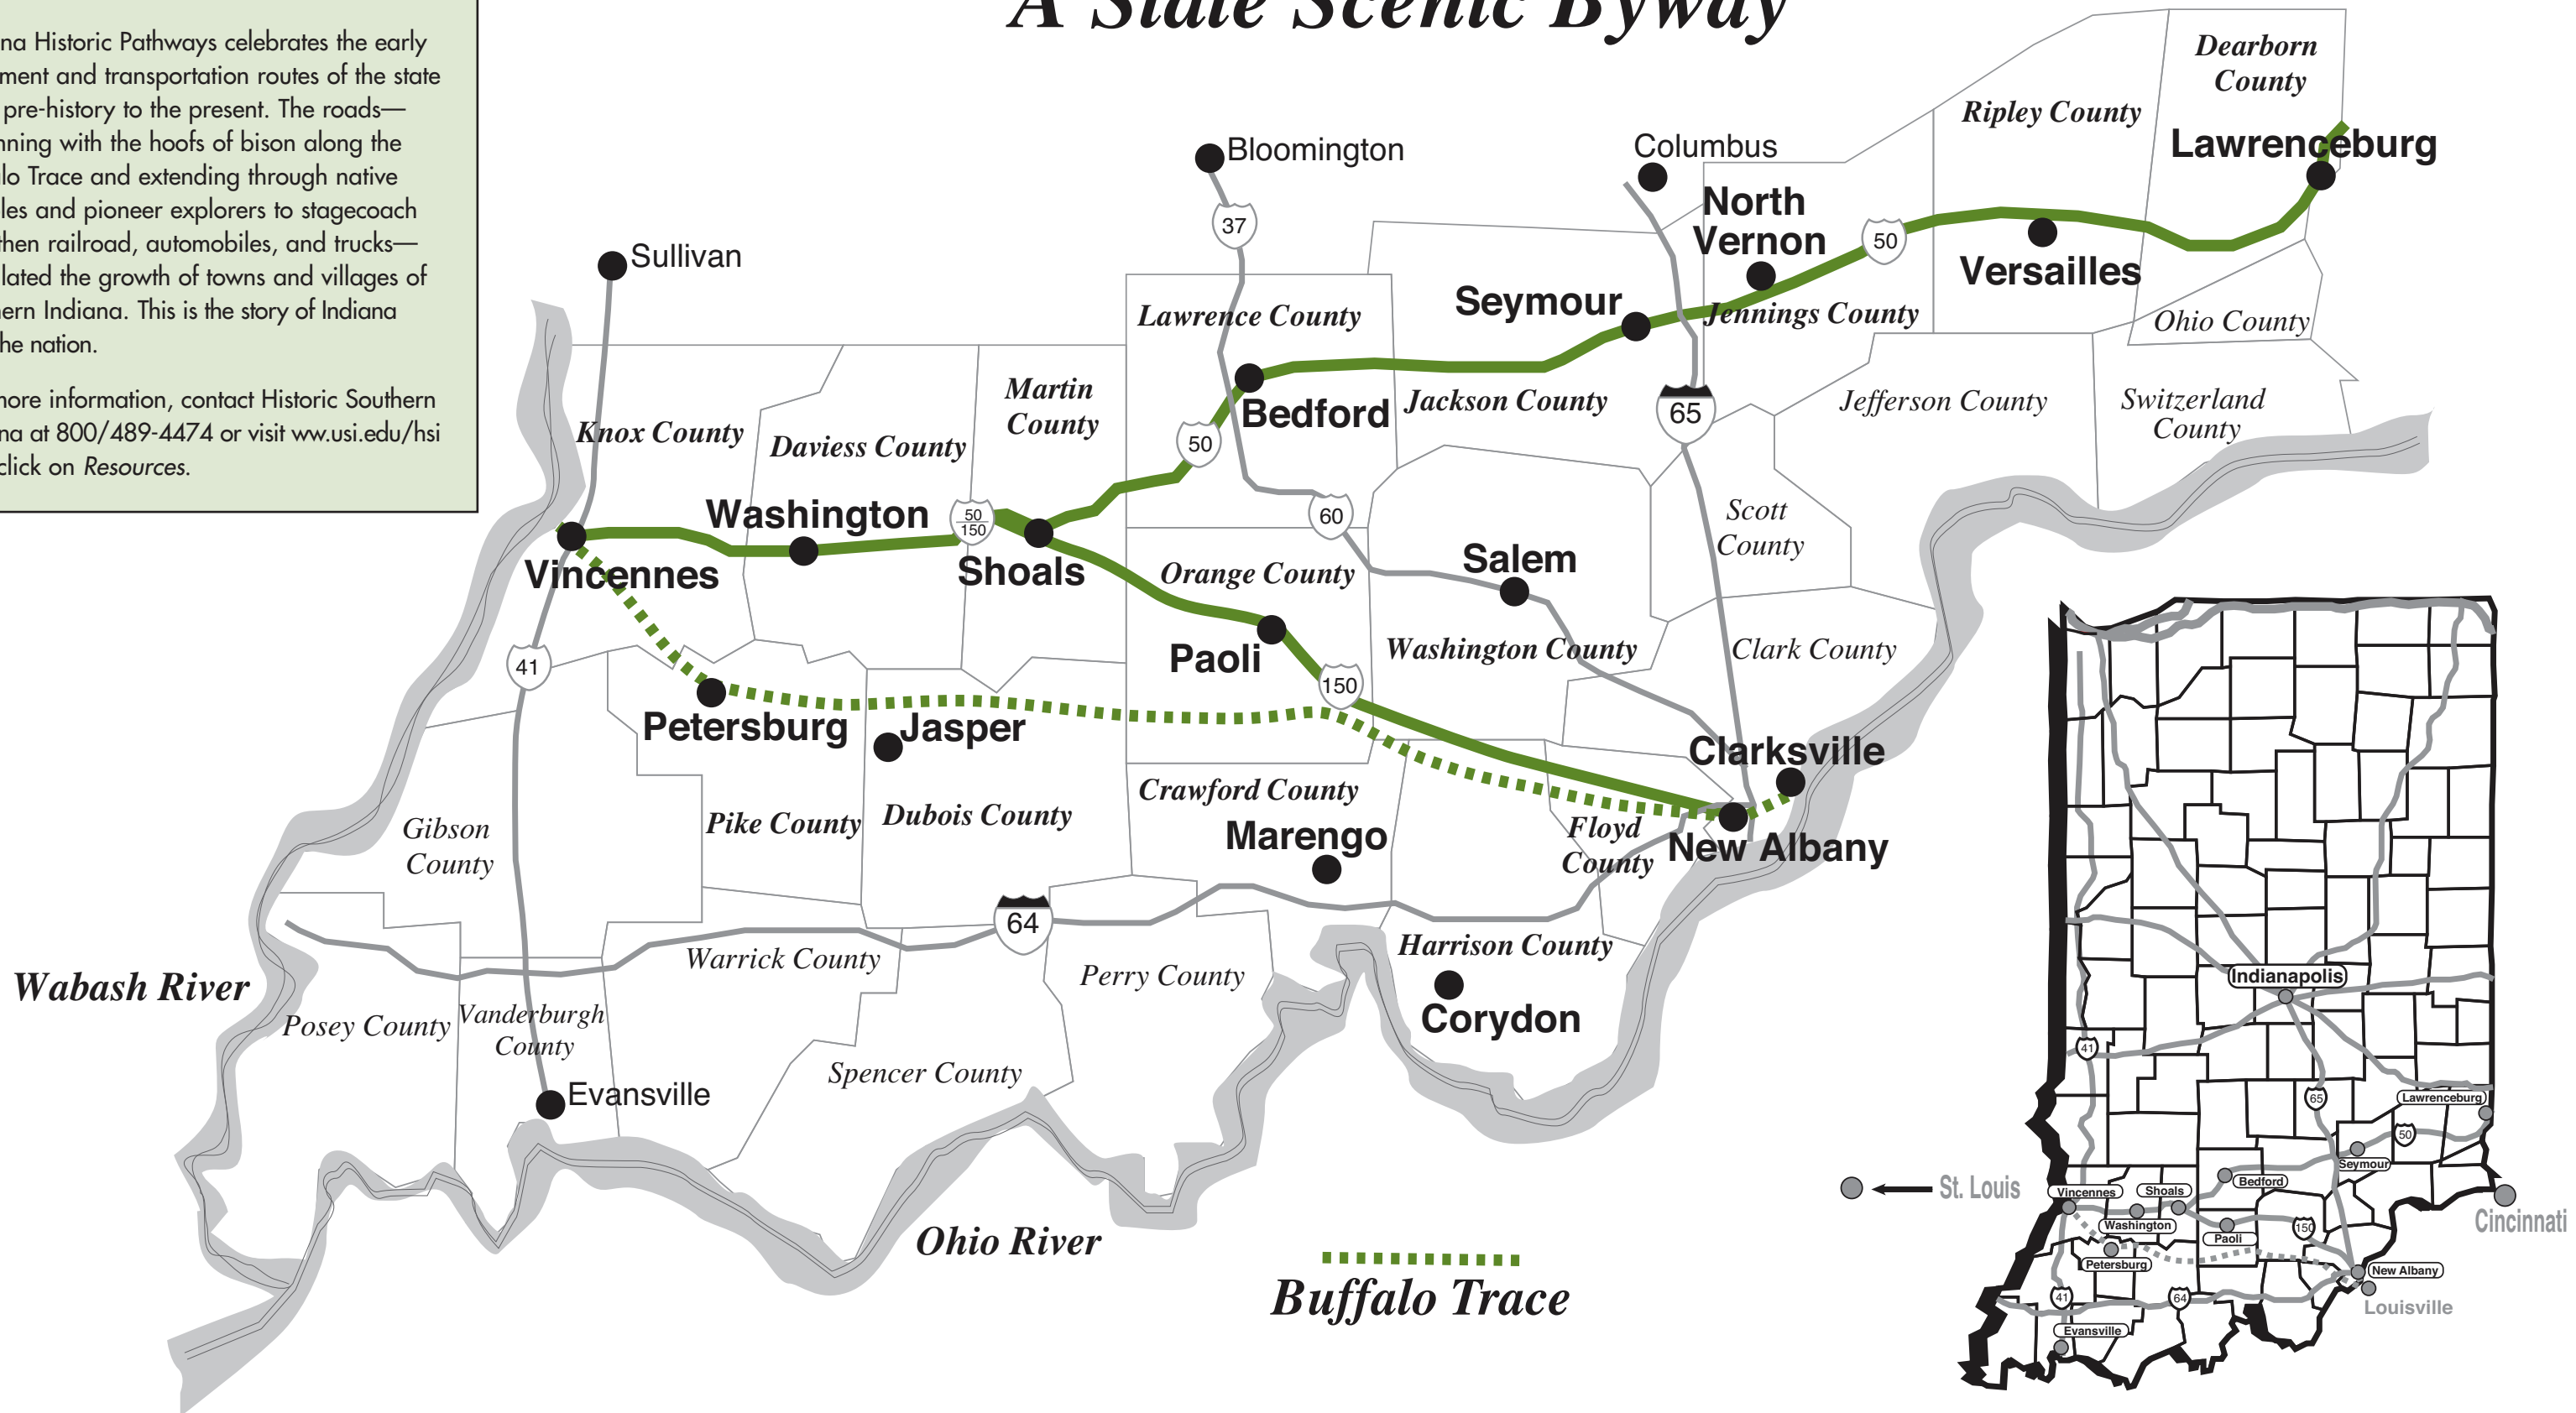 A State Scenic Byway
na Historic Pathways celebrates the early
ment and transportation routes of the state
pre-history to the present. The roads—
nning with the hoofs of bison along the
lo Trace and extending through native
les and pioneer explorers to stagecoach
then railroad, automobiles, and trucks—
lated the growth of towns and villages of
ern Indiana. This is the story of Indiana
he nation.
more information, contact Historic Southern
na at 800/489-4474 or visit ww.usi.edu/hsi
click on Resources.
Dearborn
County
Ripley County
Lawrenceburg
Bloomington
Columbus
37
North
Vernon
50
Versailles
Sullivan
Seymour
Lawrence County
Jennings County
Ohio County
Martin
County
Bedford
Jackson County
65
Jefferson County
Switzerland
County
Knox County
Daviess County
50
Washington
50
150
60
Scott
County
Vincennes
Shoals
Orange County
Salem
41
Paoli
150
Washington County
Clark County
Petersburg
Jasper
Clarksville
Gibson
County
Pike County
Dubois County
Crawford County
Marengo
Floyd
County
New Albany
64
Wabash River
Warrick County
Perry County
Harrison County
Posey County
Vanderburgh
County
Corydon
Spencer County
Evansville
Ohio River
Buffalo Trace
Indianapolis
41
65
Lawrenceburg
50
Seymour
Bedford
St. Louis
Vincennes
Shoals
Cincinnati
Washington
150
Paoli
Petersburg
New Albany
41
64
Louisville
Evansville